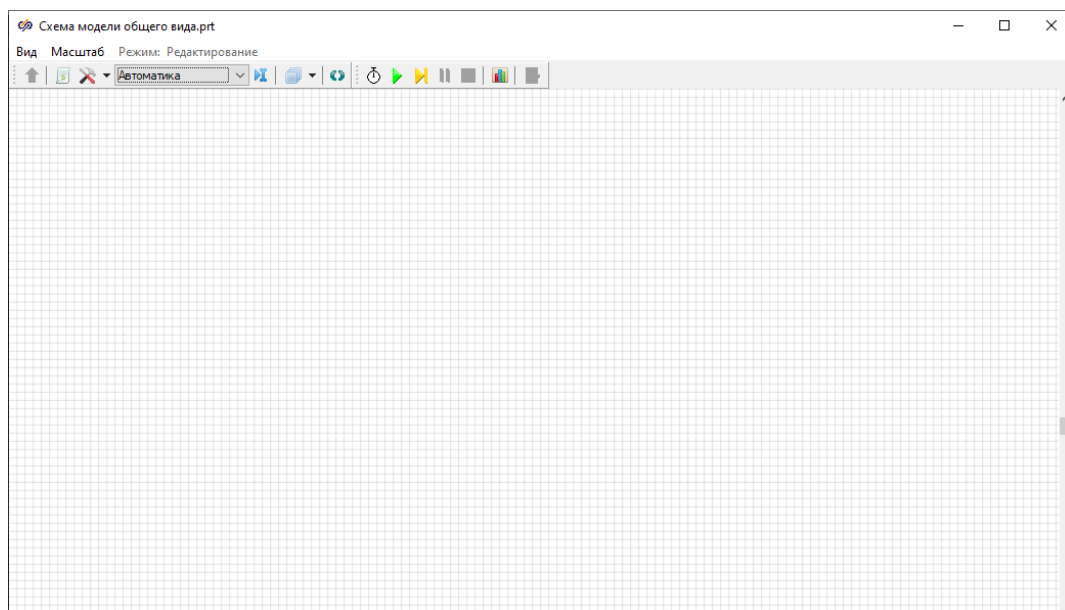 Схема модели общего вида.prt
Вид Масштаб Режим: Редактирование
Автоматика